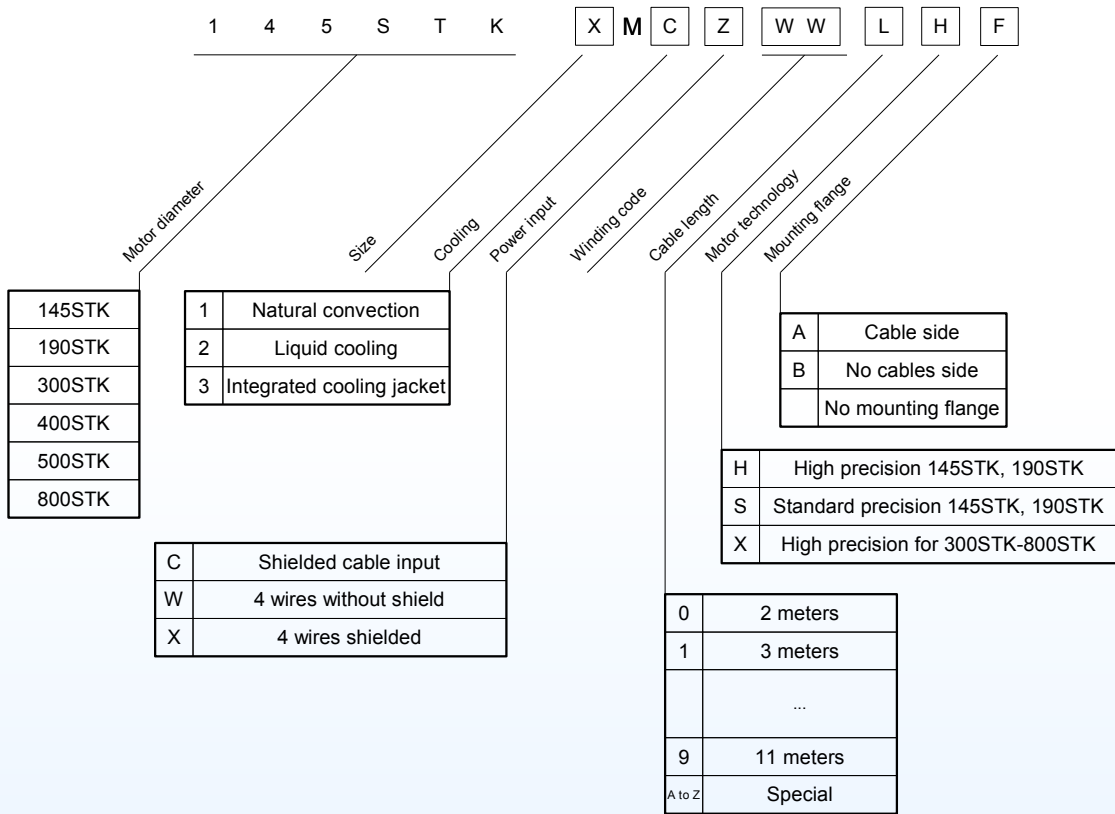 1 4 5 S T K X M C Z W W L H F
Motor diameter
Size
Cooling
Power input
Winding code
Cable length
Motor technology
Mounting flange
145STK
190STK
300STK
400STK
500STK
800STK
1 Natural convection
2 Liquid cooling
3 Integrated cooling jacket
A Cable side
B No cables side
No mounting flange
H High precision 145STK, 190STK
S Standard precision 145STK, 190STK
X High precision for 300STK-800STK
C Shielded cable input
W 4 wires without shield
X 4 wires shielded
0 2 meters
1 3 meters
...
9 11 meters
A to Z Special